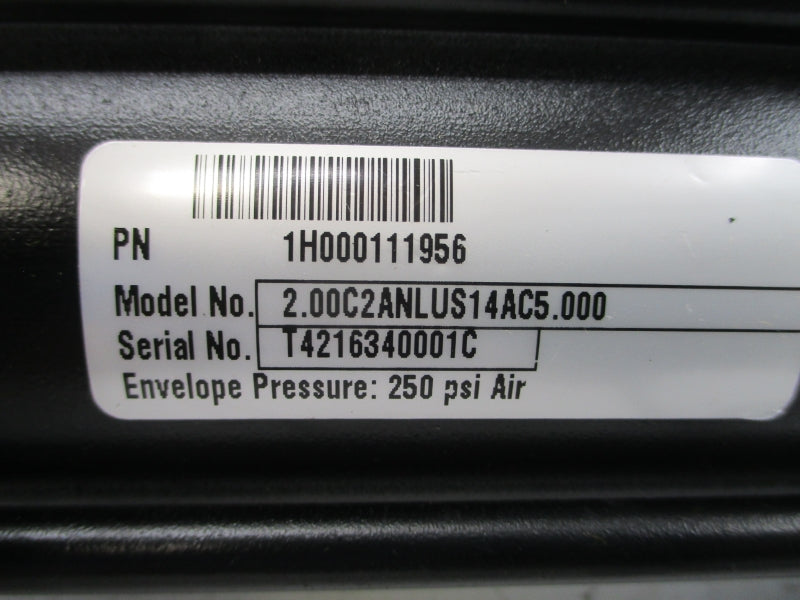 PN 1H000111956
Model No. 2.00C2ANLUS14AC5.000
Serial No. T4216340001C
Envelope Pressure: 250 psi Air